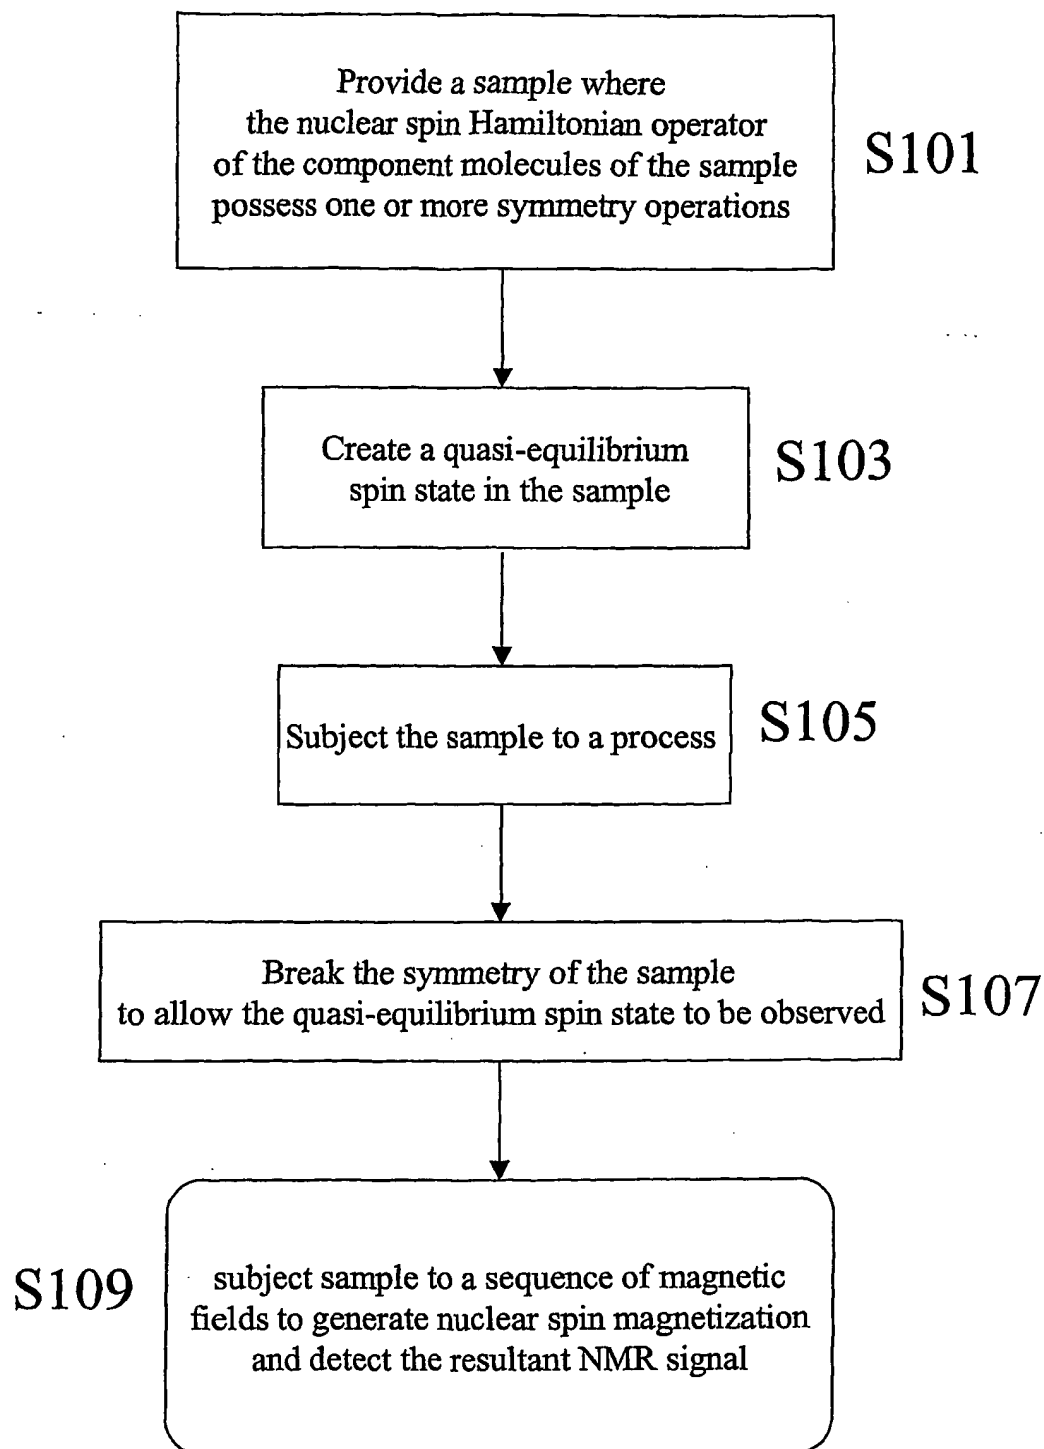 Provide a sample where
the nuclear spin Hamiltonian operator
of the component molecules of the sample
possess one or more symmetry operations
S101
Create a quasi-equilibrium
spin state in the sample
S103
Subject the sample to a process
S105
Break the symmetry of the sample
to allow the quasi-equilibrium spin state to be observed
S107
S109
subject sample to a sequence of magnetic
fields to generate nuclear spin magnetization
and detect the resultant NMR signal